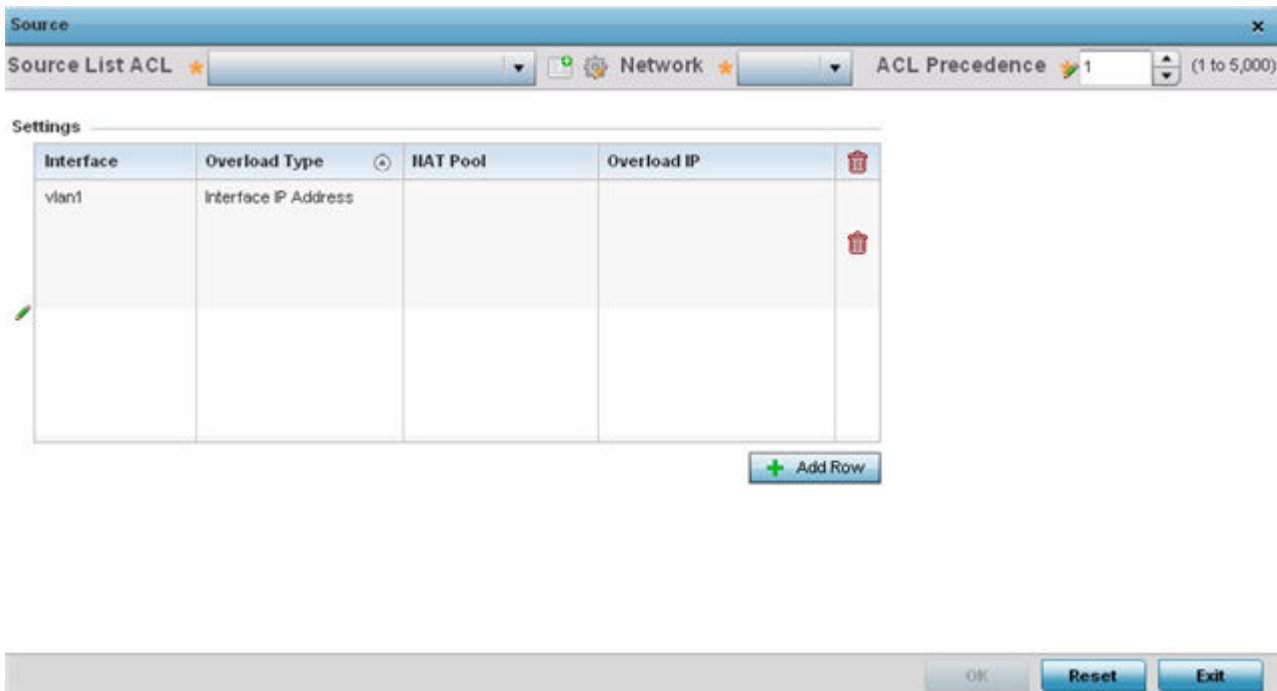 Source
Source List ACL Network ACL Precedence 1 (1 to 5,000)
Settings
Interface Overload Type NAT Pool Overload IP
vlan1 Interface IP Address
Add Row
OK Reset Exit